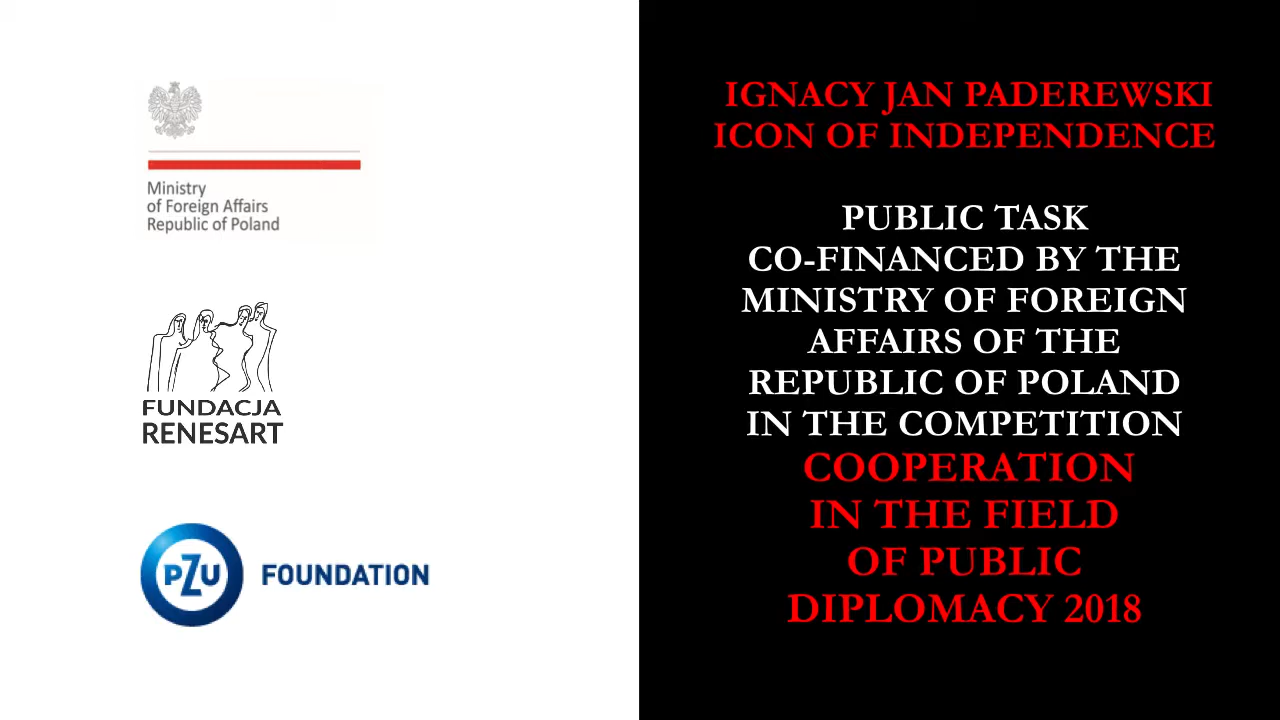 Ministry
of Foreign Affairs
Republic of Poland
FUNDACJA
RENESART
PZU FOUNDATION
IGNACY JAN PADEREWSKI
ICON OF INDEPENDENCE
PUBLIC TASK
CO-FINANCED BY THE
MINISTRY OF FOREIGN
AFFAIRS OF THE
REPUBLIC OF POLAND
IN THE COMPETITION
COOPERATION
IN THE FIELD
OF PUBLIC
DIPLOMACY 2018